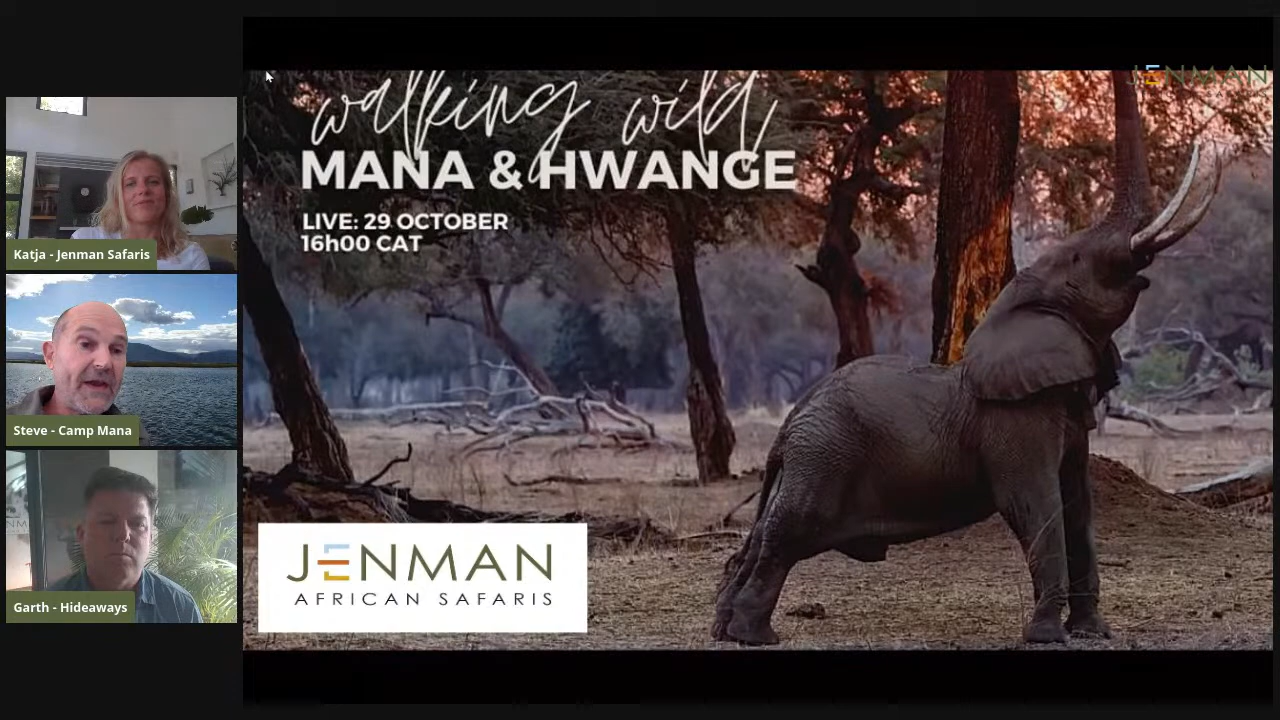 walking wild
MANA & HWANGE
LIVE: 29 OCTOBER
16h00 CAT
JENMAN
Katja - Jenman Safaris
Steve - Camp Mana
Garth - Hideaways
JENMAN
AFRICAN SAFARIS